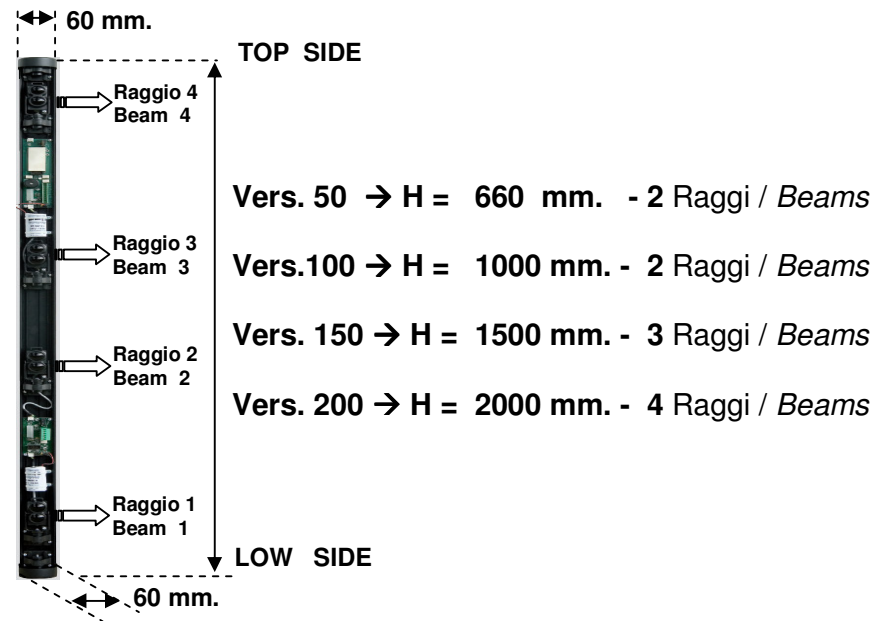 60 mm.
TOP SIDE
Raggio 4
Beam 4
Vers. 50 → H = 660 mm. - 2 Raggi / Beams
Raggio 3
Beam 3
Vers.100 → H = 1000 mm. - 2 Raggi / Beams
Vers. 150 → H = 1500 mm. - 3 Raggi / Beams
Raggio 2
Beam 2
Vers. 200 → H = 2000 mm. - 4 Raggi / Beams
Raggio 1
Beam 1
LOW SIDE
60 mm.